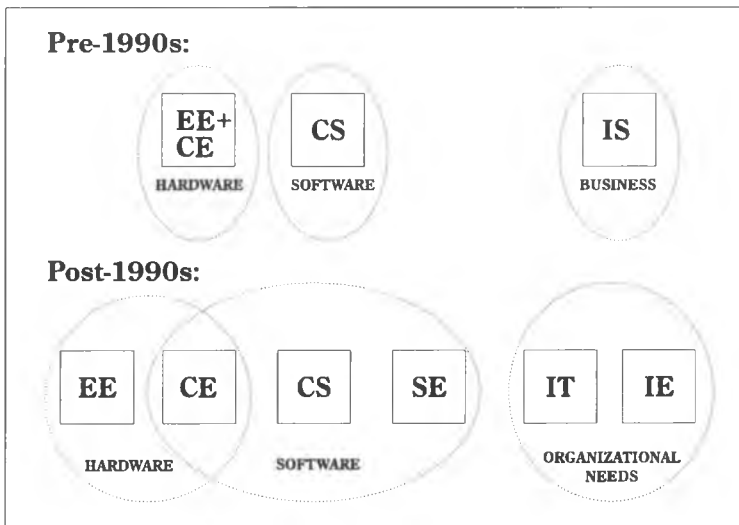 Pre-1990s:
EE+
CE
CS
IS
HARDWARE
SOFTWARE
BUSINESS
Post-1990s:
EE
CE
CS
SE
IT
IE
HARDWARE
SOFTWARE
ORGANIZATIONAL
NEEDS